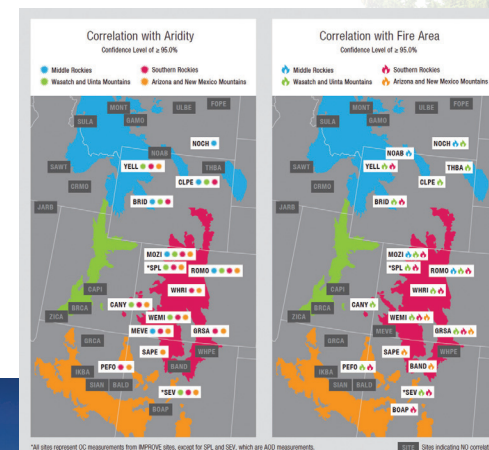 Correlation with Aridity
Confidence Level of ≥ 95.0%
Middle Rockies
Southern Rockies
Wasatch and Uinta Mountains
Arizona and New Mexico Mountains
MONT
ULBE
FOPE
SULA
GAMO
NOCH
NOAB
SAWT
YELL
THBA
CLPE
CRMO
BRID
JARB
MOZI
*SPL
ROMO
WHRI
CAPI
CANY
BRCA
ZICA
WEMI
MEVE
GRSA
GRCA
SAPE
WHPE
PEFO
BAND
IKBA
SIAN
BALD
*SEV
BOAP
Correlation with Fire Area
Confidence Level of ≥ 95.0%
Middle Rockies
Southern Rockies
Wasatch and Uinta Mountains
Arizona and New Mexico Mountains
MONT
ULBE
FOPE
SULA
GAMO
NOCH
NOAB
SAWT
YELL
THBA
CLPE
CRMO
BRID
JARB
MOZI
*SPL
ROMO
WHRI
CAPI
CANY
BRCA
ZICA
WEMI
MEVE
GRSA
GRCA
SAPE
WHPE
PEFO
BAND
IKBA
SIAN
BALD
*SEV
BOAP
*All sites represent OC measurements from IMPROVE sites, except for SPL and SEV, which are AOD measurements.
SITE Sites indicating NO correlat